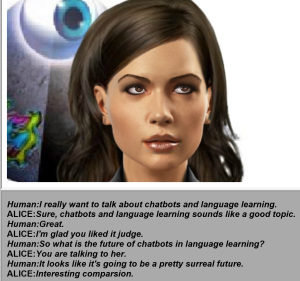 Human:I really want to talk about chatbots and language learning.
ALICE:Sure, chatbots and language learning sounds like a good topic.
Human:Great.
ALICE:I'm glad you liked it judge.
Human:So what is the future of chatbots in language learning?
ALICE:You are talking to her.
Human:It looks like it's going to be a pretty surreal future.
ALICE:Interesting comparsion.